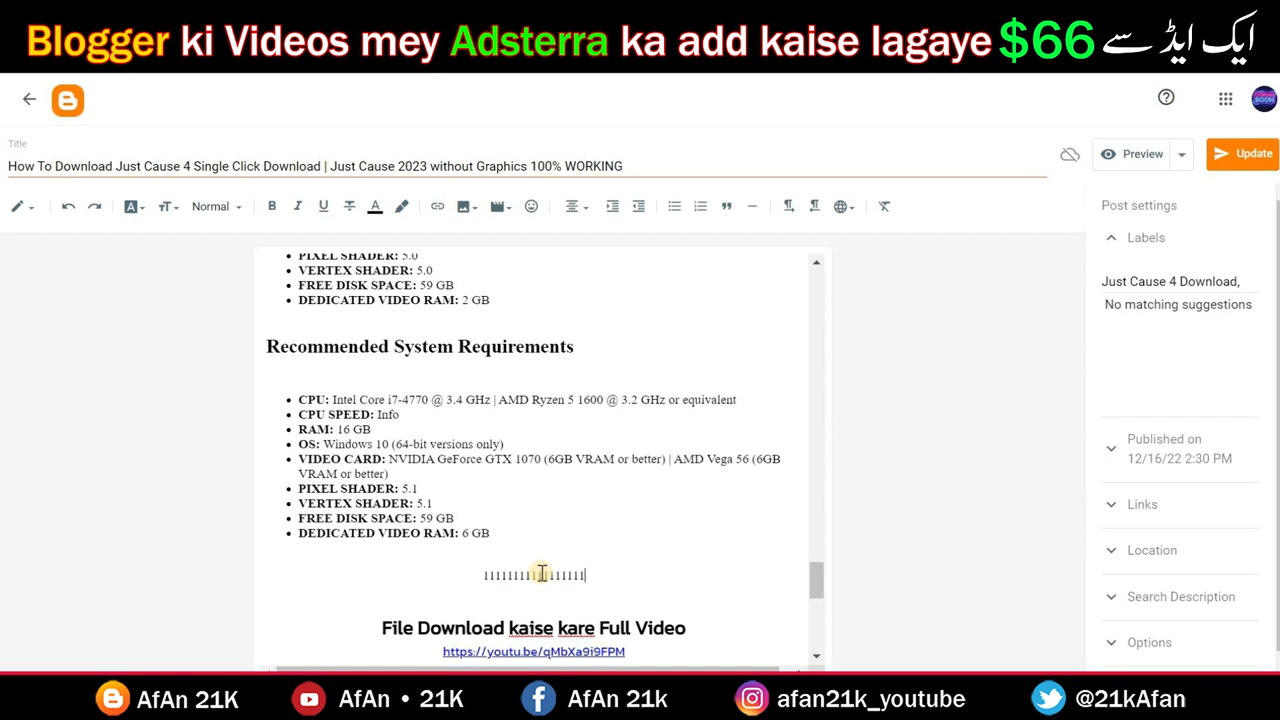 Blogger ki Videos mey Adsterra ka add kaise lagaye $66 ایک ایڈ سے
Title
How To Download Just Cause 4 Single Click Download | Just Cause 2023 without Graphics 100% WORKING
Preview
Update
Normal
Post settings
Labels
Just Cause 4 Download,
No matching suggestions
Published on
12/16/22 2:30 PM
Links
Location
Search Description
Options
PIXEL SHADER: 5.0
VERTEX SHADER: 5.0
FREE DISK SPACE: 59 GB
DEDICATED VIDEO RAM: 2 GB
Recommended System Requirements
CPU: Intel Core i7-4770 @ 3.4 GHz | AMD Ryzen 5 1600 @ 3.2 GHz or equivalent
CPU SPEED: Info
RAM: 16 GB
OS: Windows 10 (64-bit versions only)
VIDEO CARD: NVIDIA GeForce GTX 1070 (6GB VRAM or better) | AMD Vega 56 (6GB
VRAM or better)
PIXEL SHADER: 5.1
VERTEX SHADER: 5.1
FREE DISK SPACE: 59 GB
DEDICATED VIDEO RAM: 6 GB
File Download kaise kare Full Video
https://youtu.be/qMbXa9i9FPM
AfAn 21K
AfAn • 21K
AfAn 21k
afan21k_youtube
@21kAfan